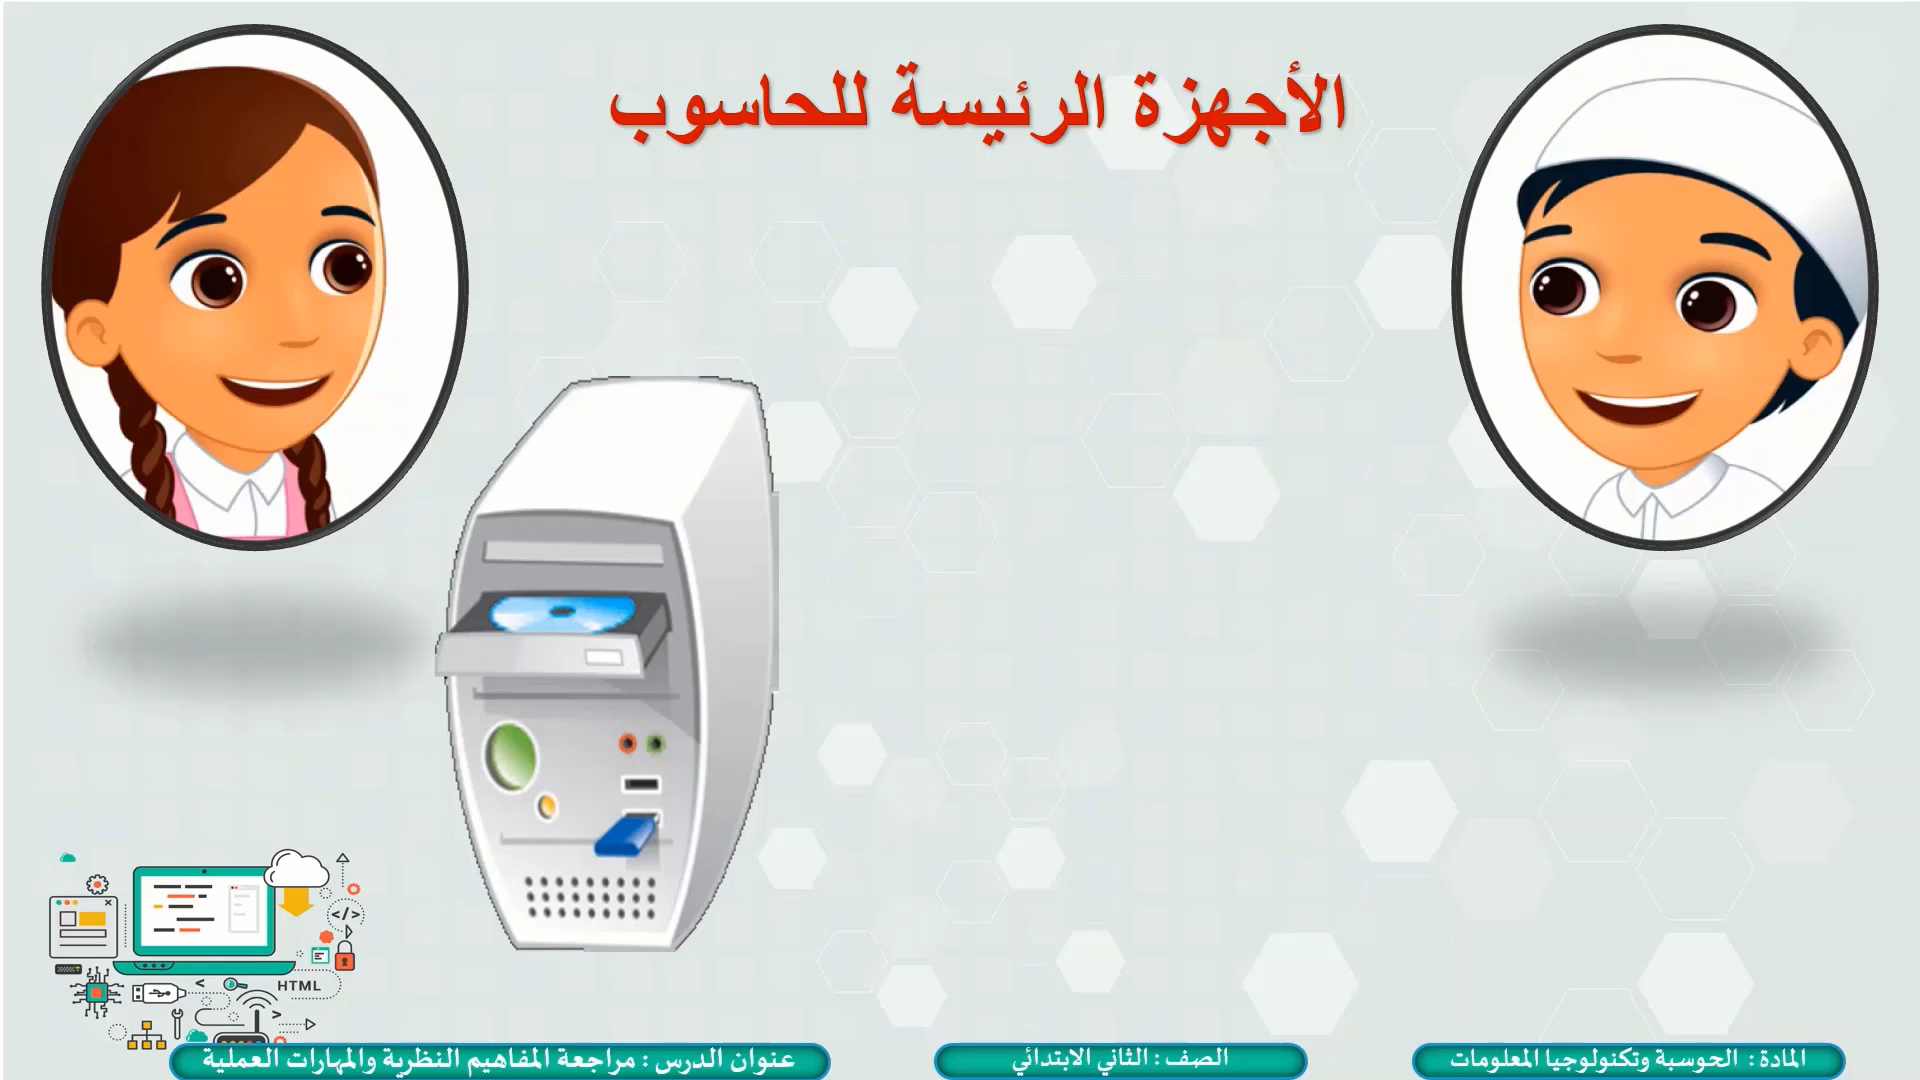 الأجهزة الرئيسة للحاسوب
</>
HTML
المادة : الحوسبة وتكنولوجيا المعلومات
الصف : الثاني الابتدائي
عنوان الدرس : مراجعة المفاهيم النظرية والمهارات العملية